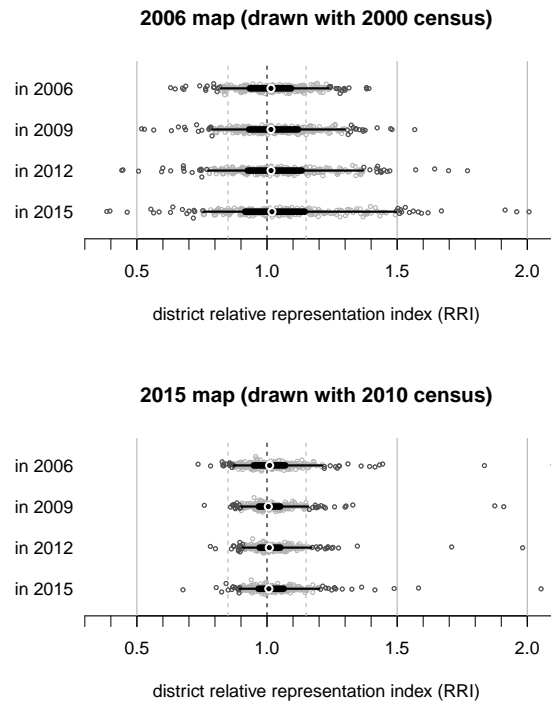 2006 map (drawn with 2000 census)
in 2006
in 2009
in 2012
in 2015
0.5 1.0 1.5 2.0
district relative representation index (RRI)
2015 map (drawn with 2010 census)
in 2006
in 2009
in 2012
in 2015
0.5 1.0 1.5 2.0
district relative representation index (RRI)